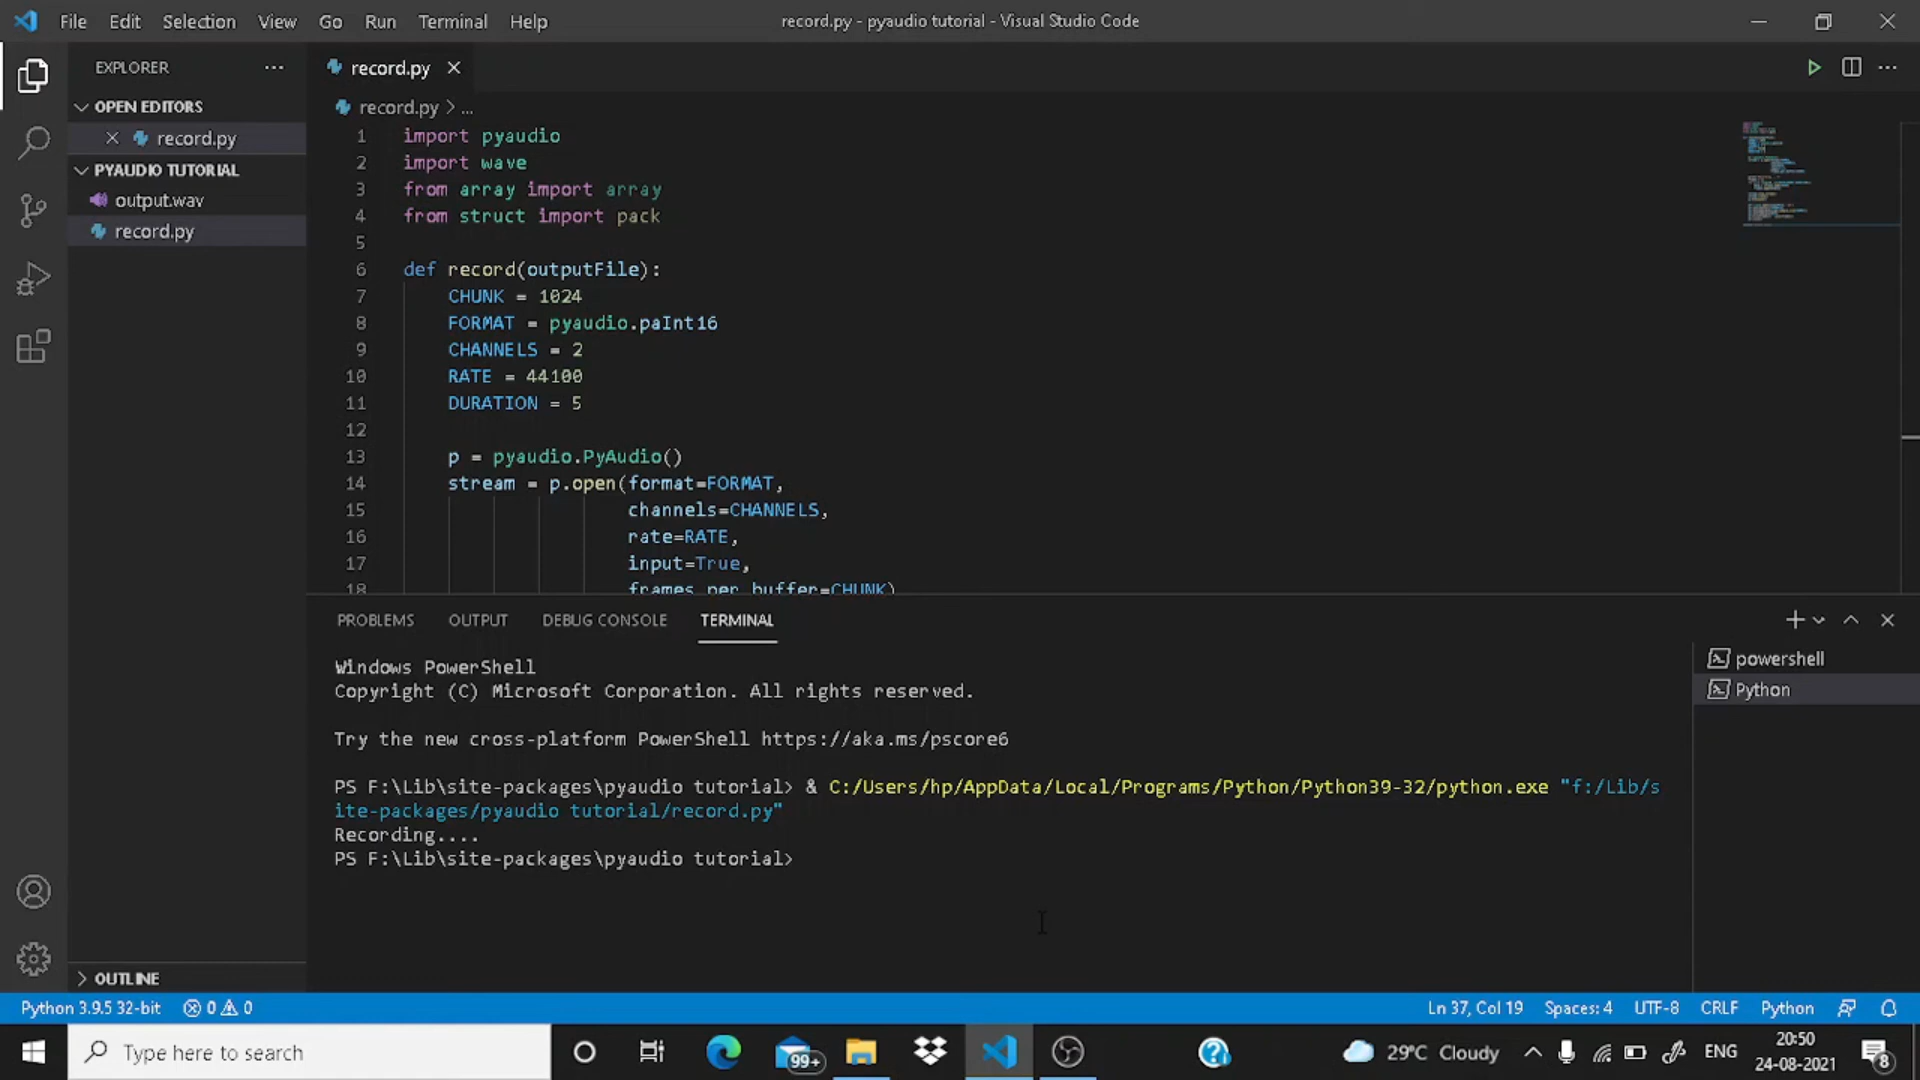 File Edit Selection View Go Run Terminal Help
record.py - pyaudio tutorial - Visual Studio Code
EXPLORER
OPEN EDITORS
record.py
PYAUDIO TUTORIAL
output.wav
record.py
OUTLINE
record.py
record.py > ...
1 import pyaudio
2 import wave
3 from array import array
4 from struct import pack
5
6 def record(outputFile):
7 CHUNK = 1024
8 FORMAT = pyaudio.paInt16
9 CHANNELS = 2
10 RATE = 44100
11 DURATION = 5
12
13 p = pyaudio.PyAudio()
14 stream = p.open(format=FORMAT,
15 channels=CHANNELS,
16 rate=RATE,
17 input=True,
18 frames_per_buffer=CHUNK)
PROBLEMS OUTPUT DEBUG CONSOLE TERMINAL
Windows PowerShell
Copyright (C) Microsoft Corporation. All rights reserved.
Try the new cross-platform PowerShell https://aka.ms/pscore6
PS F:\Lib\site-packages\pyaudio tutorial> & C:/Users/hp/AppData/Local/Programs/Python/Python39-32/python.exe "f:/Lib/s
ite-packages/pyaudio tutorial/record.py"
Recording....
PS F:\Lib\site-packages\pyaudio tutorial>
powershell
Python
Python 3.9.5 32-bit 0 0
Ln 37, Col 19 Spaces: 4 UTF-8 CRLF Python
Type here to search
99+
29°C Cloudy
ENG
20:50
24-08-2021
8